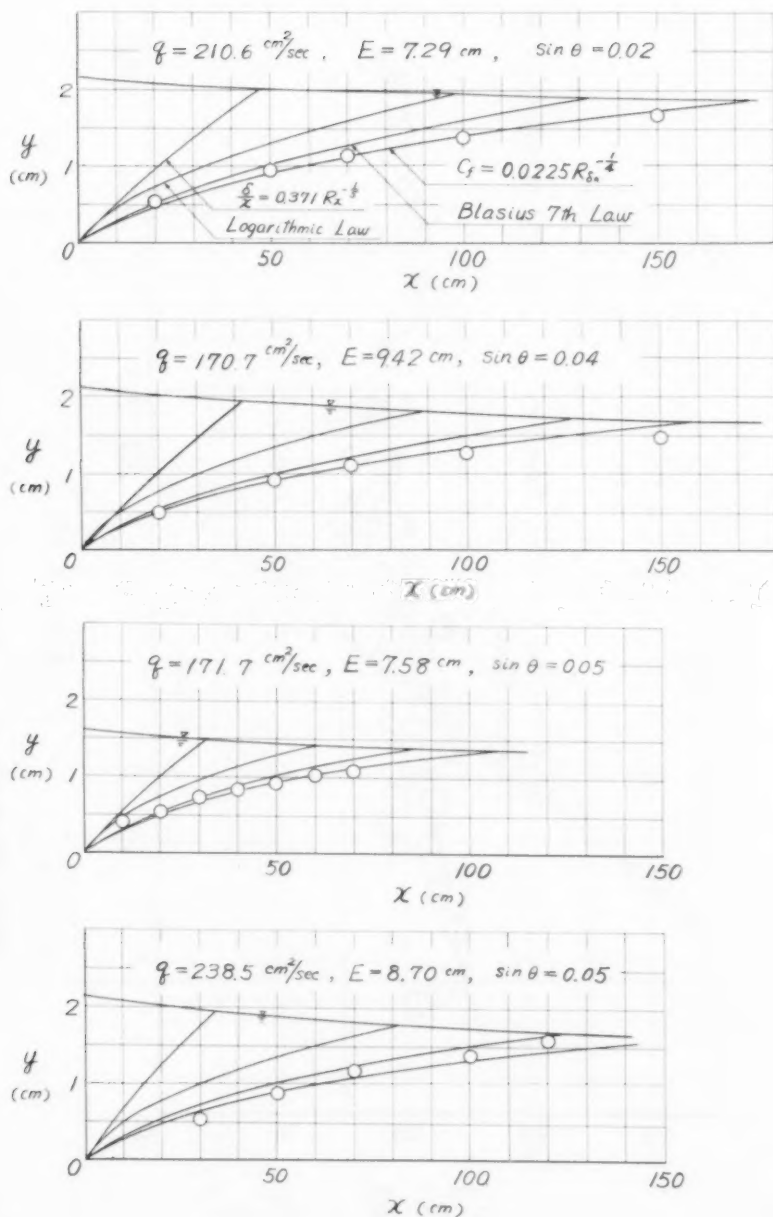 q = 210.6 cm²/sec, E = 7.29 cm, sin θ = 0.02
2
y
1
(cm)
δ/x = 0.371 Rx^-1/5
Cf = 0.0225 Rδ*^-1/4
Logarithmic Law
Blasius 7th Law
0
50 100 150
x (cm)
q = 170.7 cm²/sec, E = 9.42 cm, sin θ = 0.04
2
y
1
(cm)
0
50 100 150
x (cm)
q = 171.7 cm²/sec, E = 7.58 cm, sin θ = 0.05
2
y
1
(cm)
0
50 100 150
x (cm)
q = 238.5 cm²/sec, E = 8.70 cm, sin θ = 0.05
2
y
1
(cm)
0
50 100 150
x (cm)